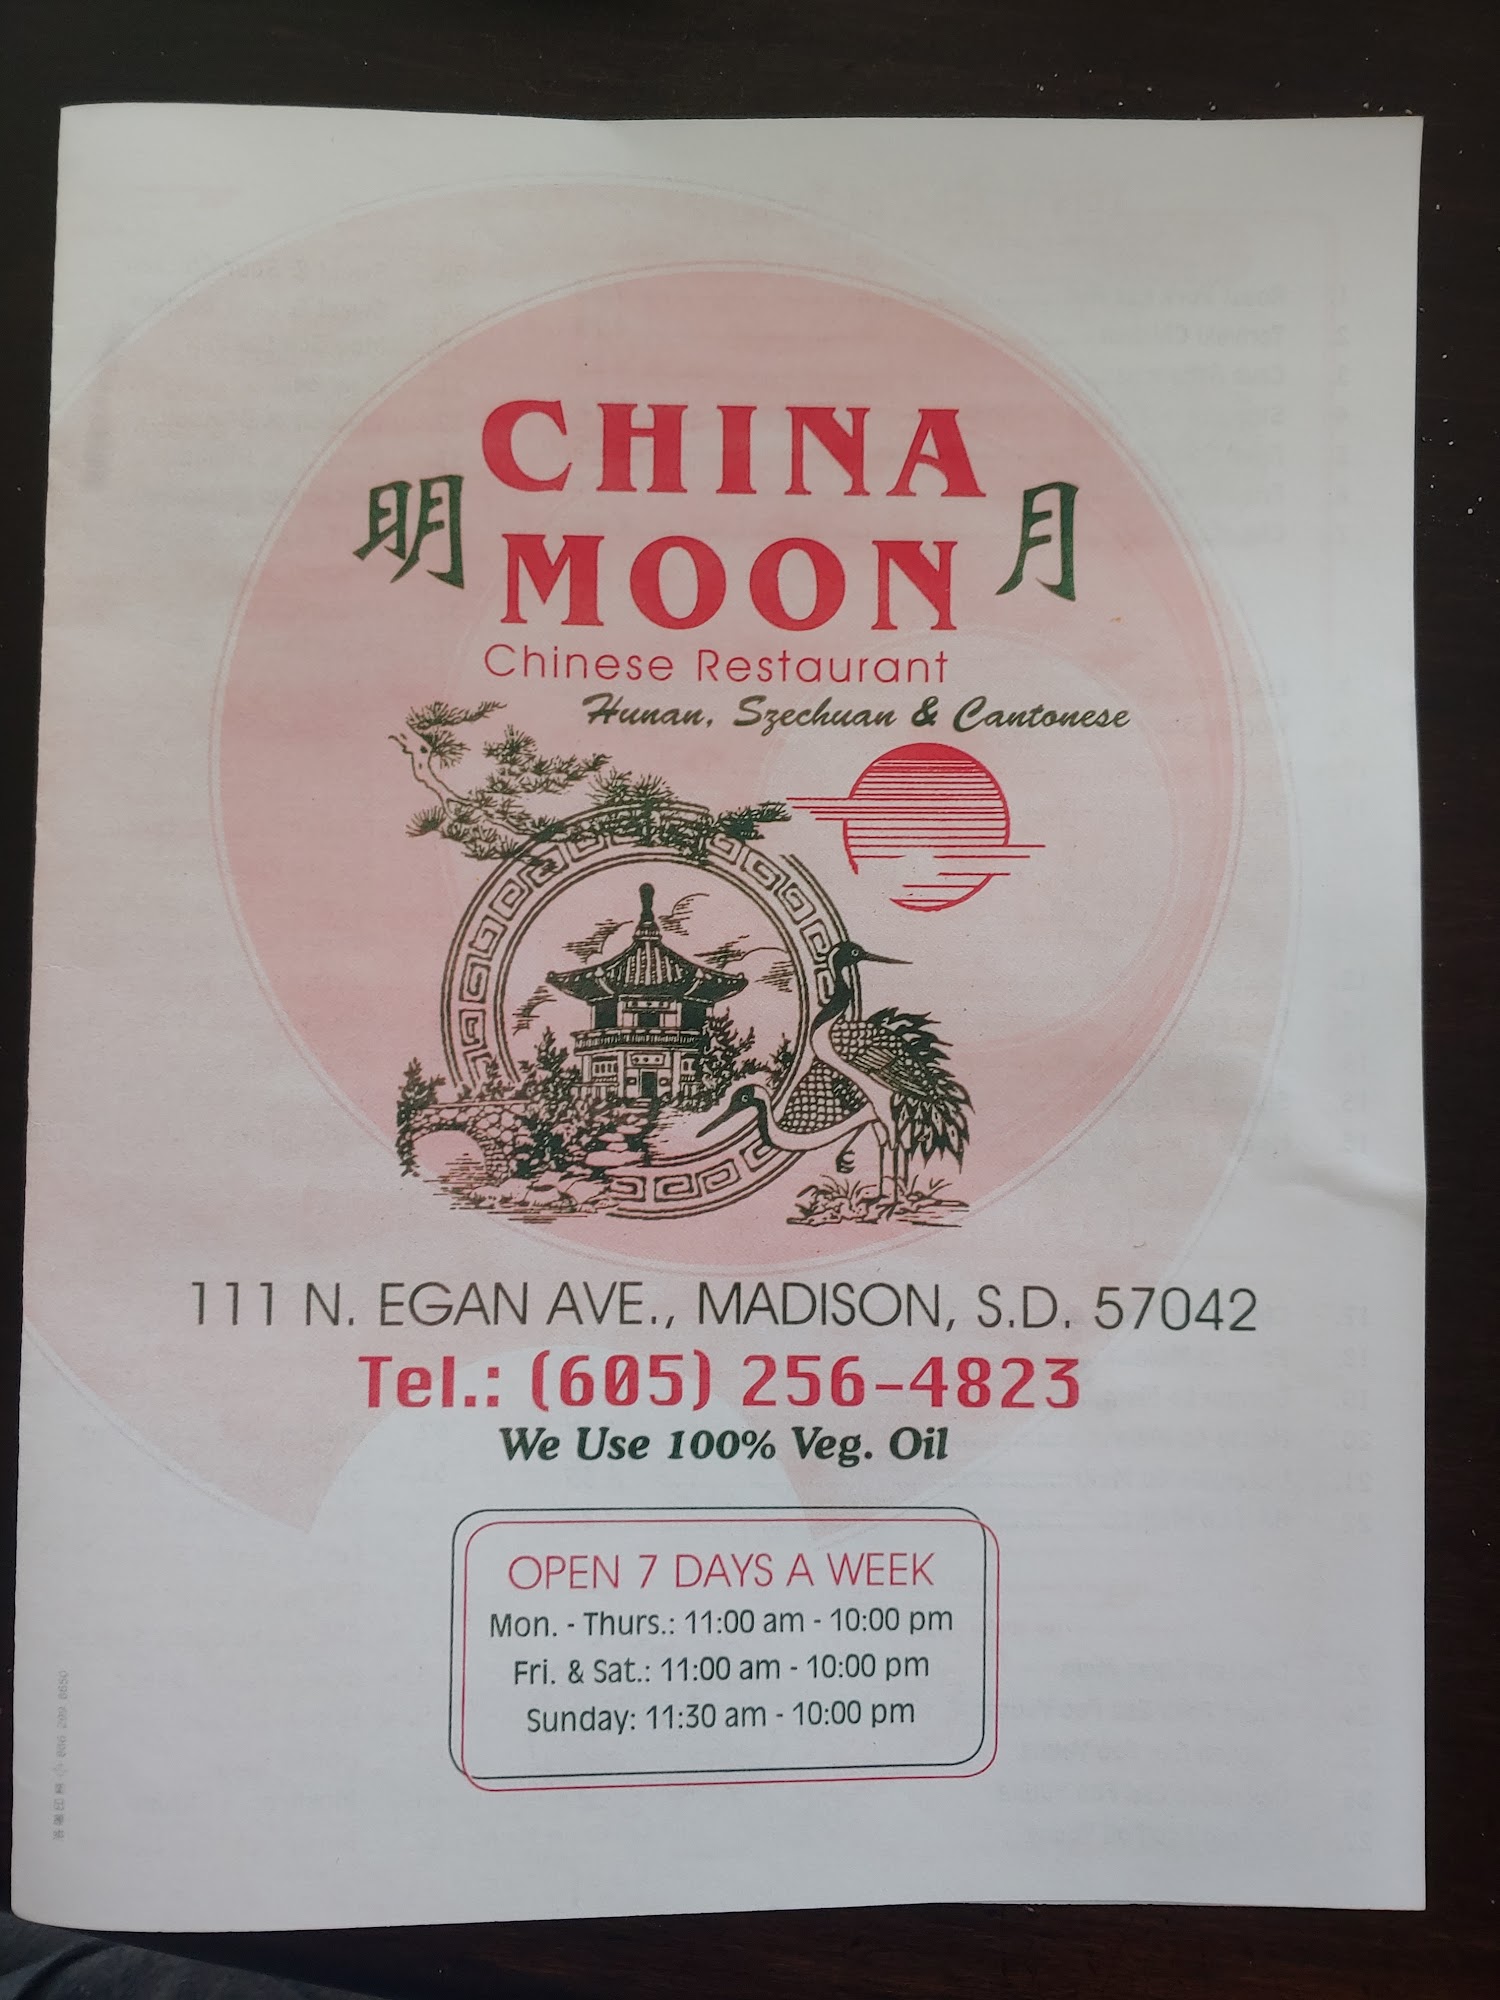 CHINA
明 月
MOON
Chinese Restaurant
Hunan, Szechuan & Cantonese
111 N. EGAN AVE., MADISON, S.D. 57042
Tel.: (605) 256-4823
We Use 100% Veg. Oil
OPEN 7 DAYS A WEEK
Mon. - Thurs.: 11:00 am - 10:00 pm
Fri. & Sat.: 11:00 am - 10:00 pm
Sunday: 11:30 am - 10:00 pm